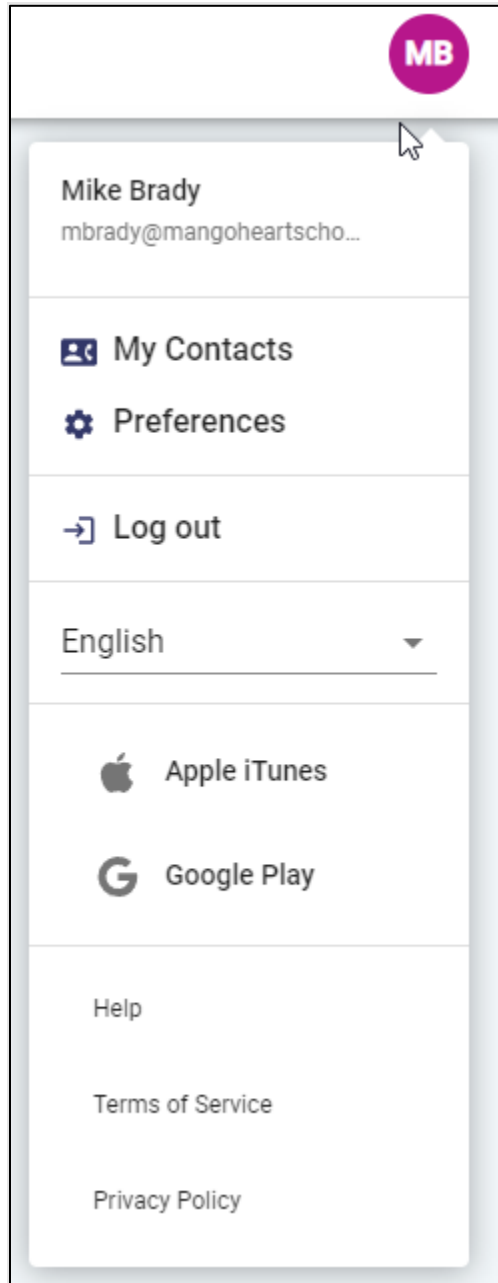 MB
Mike Brady
mbrady@mangoheartscho...
My Contacts
Preferences
Log out
English
Apple iTunes
Google Play
Help
Terms of Service
Privacy Policy